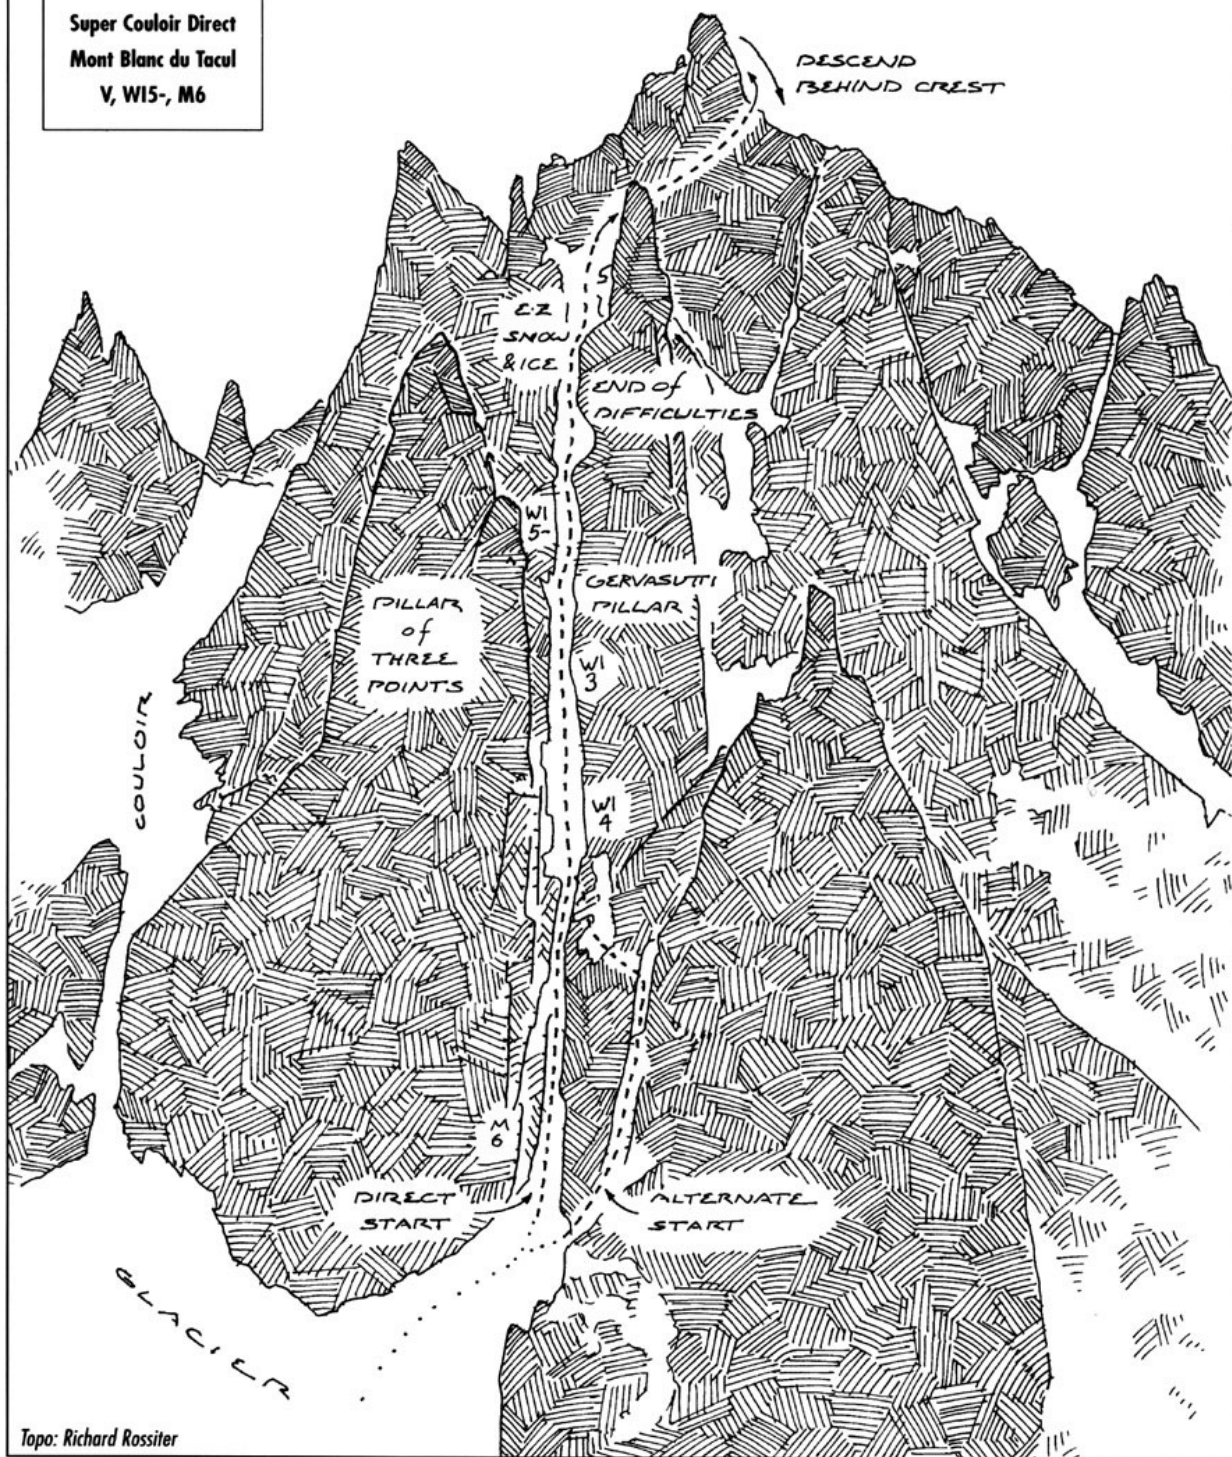 Super Couloir Direct
Mont Blanc du Tacul
V, WI5-, M6
DESCEND
BEHIND CREST
E-Z
SNOW
& ICE
END of
DIFFICULTIES
WI
5-
GERVASUTTI
PILLAR
PILLAR
of
THREE
POINTS
WI
3
COULOIR
WI
4
M
6
DIRECT
START
ALTERNATE
START
GLACIER
Topo: Richard Rossiter